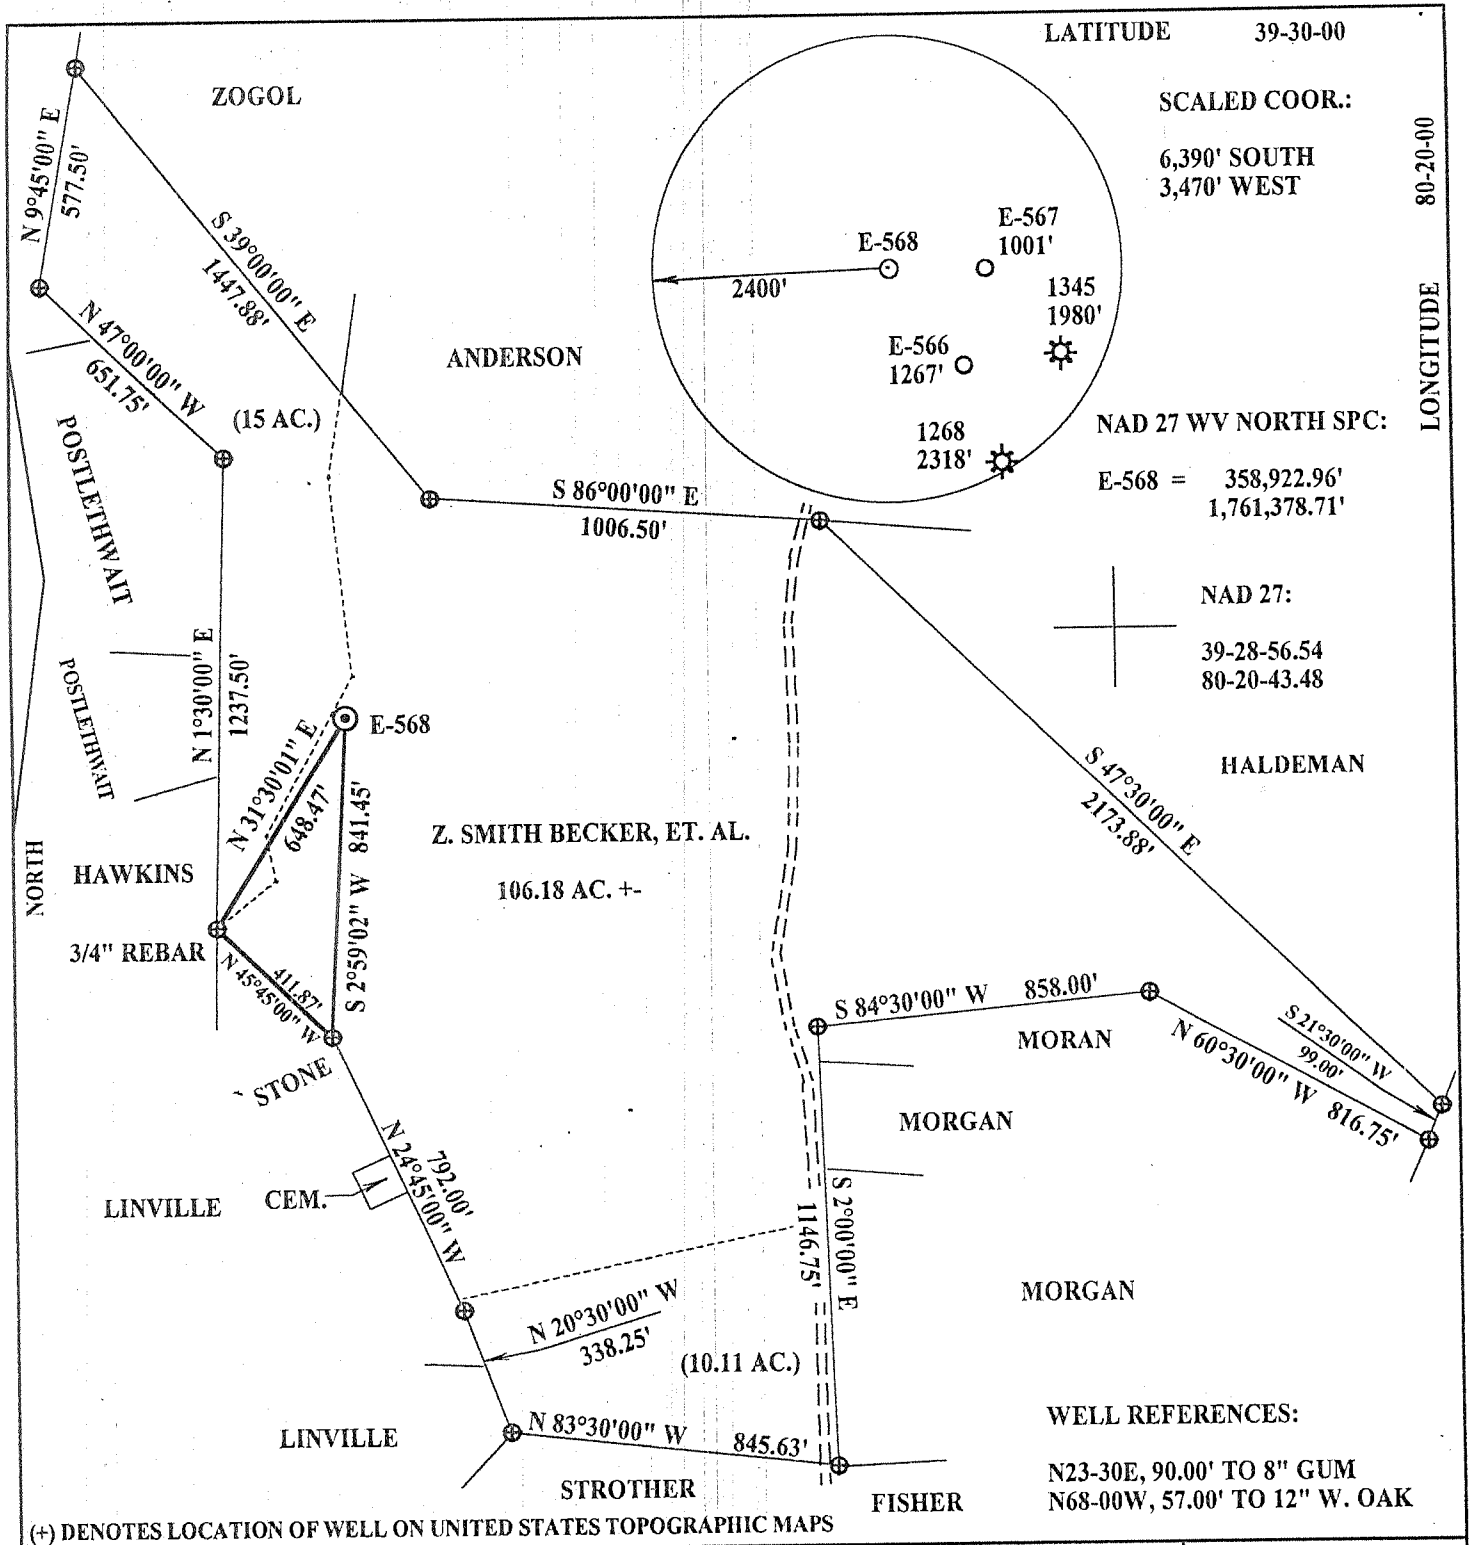 LATITUDE 39-30-00
ZOGOL
SCALED COOR.:
6,390' SOUTH
3,470' WEST
80-20-00
LONGITUDE
N 9°45'00" E
577.50'
S 39°00'00" E
1447.88'
E-568
E-567
1001'
2400'
1345
1980'
E-566
1267'
1268
2318'
N 47°00'00" W
651.75'
(15 AC.)
ANDERSON
NAD 27 WV NORTH SPC:
E-568 = 358,922.96'
1,761,378.71'
POSTLETHWAIT
S 86°00'00" E
1006.50'
NAD 27:
39-28-56.54
80-20-43.48
N 1°30'00" E
1237.50'
POSTLETHWAIT
E-568
N 31°30'01" E
648.47'
S 2°59'02" W 841.45'
S 47°30'00" E
2173.88'
HALDEMAN
Z. SMITH BECKER, ET. AL.
106.18 AC. +-
NORTH
HAWKINS
3/4" REBAR
411.87'
N 45°45'00" W
STONE
S 84°30'00" W 858.00'
MORAN
N 60°30'00" W 816.75'
S 21°30'00" W
99.00'
MORGAN
792.00'
N 24°45'00" W
LINVILLE
CEM.
S 2°00'00" E
1146.75'
MORGAN
N 20°30'00" W
338.25'
(10.11 AC.)
LINVILLE
N 83°30'00" W 845.63'
STROTHER
FISHER
WELL REFERENCES:
N23-30E, 90.00' TO 8" GUM
N68-00W, 57.00' TO 12" W. OAK
(+) DENOTES LOCATION OF WELL ON UNITED STATES TOPOGRAPHIC MAPS